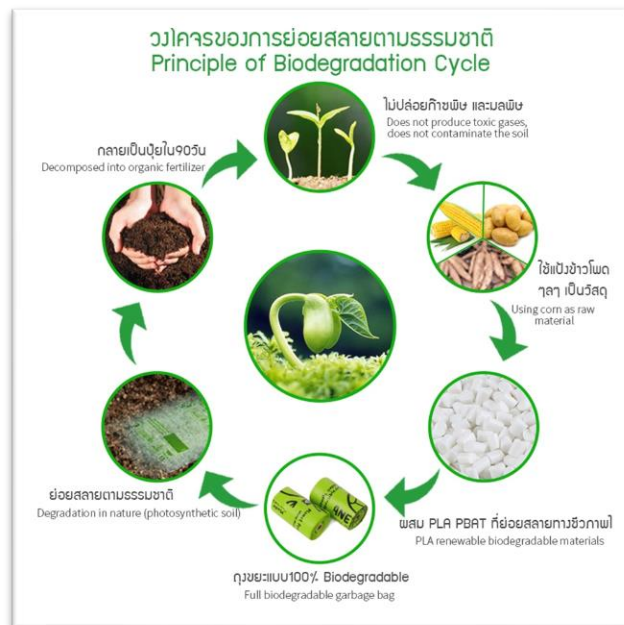 วงโคจรของการย่อยสลายตามธรรมชาติ
Principle of Biodegradation Cycle
ไม่ปล่อยก๊าซพิษ และมลพิษ
Does not produce toxic gases,
does not contaminate the soil
ใช้แป้งข้าวโพด
ฯลฯ เป็นวัสดุ
Using corn as raw
material
ผสม PLA PBAT ที่ย่อยสลายทางชีวภาพไ
PLA renewable biodegradable materials
ถุงขยะแบบ100% Biodegradable
Full biodegradable garbage bag
ย่อยสลายตามธรรมชาติ
Degradation in nature (photosynthetic soil)
กลายเป็นปุ๋ยใน90วัน
Decomposed into organic fertilizer